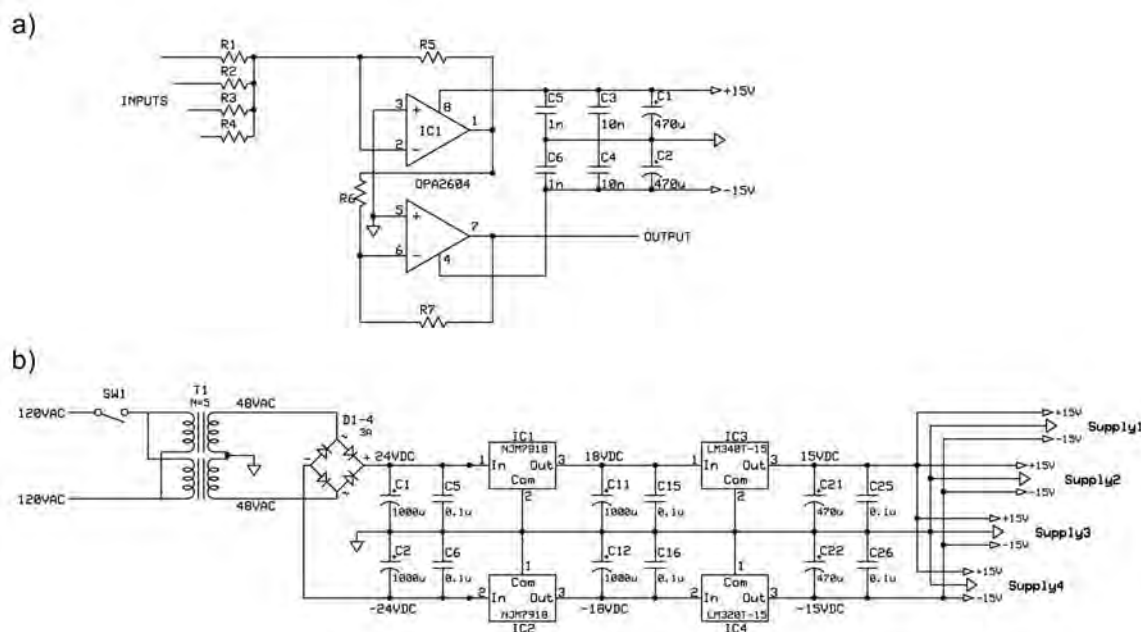 a)
R1
R2
R3
R4
INPUTS
R5
3
2
8
1
IC1
OPA2604
R6
5
6
7
4
R7
OUTPUT
C5
1n
C3
10n
C1
470u
+15V
C6
1n
C4
10n
C2
470u
-15V
b)
120VAC
SW1
T1
N=5
48VAC
120VAC
48VAC
D1-4
3A
24VDC
C1
1000u
C5
0.1u
C2
1000u
C6
0.1u
-24VDC
IC1
NJM7918
1 In Out 3
Com
2
1
Com
2 In Out 3
NJM7918
IC2
18VDC
C11
1000u
C15
0.1u
C12
1000u
C16
0.1u
-18VDC
IC3
LM340T-15
1 In Out 3
Com
2
1
Com
2 In Out 3
LM320T-15
IC4
15VDC
C21
470u
C25
0.1u
C22
470u
C26
0.1u
-15VDC
+15V
Supply1
-15V
+15V
Supply2
-15V
+15V
Supply3
-15V
+15V
Supply4
-15V